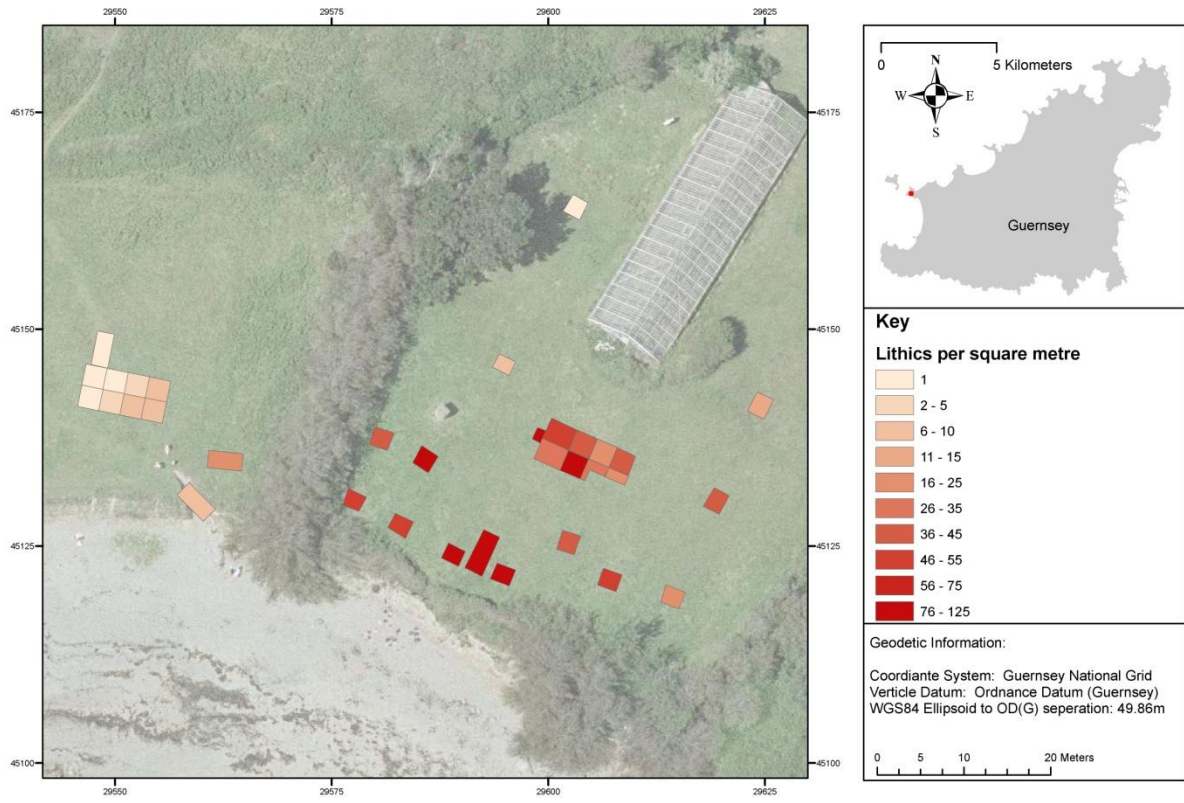 29550 29575 29600 29625
45175 45175
45150 45150
45125 45125
45100 45100
29550 29575 29600 29625
0 5 Kilometers
N
W E
S
Guernsey
Key
Lithics per square metre
1
2 - 5
6 - 10
11 - 15
16 - 25
26 - 35
36 - 45
46 - 55
56 - 75
76 - 125
Geodetic Information:
Coordiante System: Guernsey National Grid
Verticle Datum: Ordnance Datum (Guernsey)
WGS84 Ellipsoid to OD(G) seperation: 49.86m
0 5 10 20 Meters